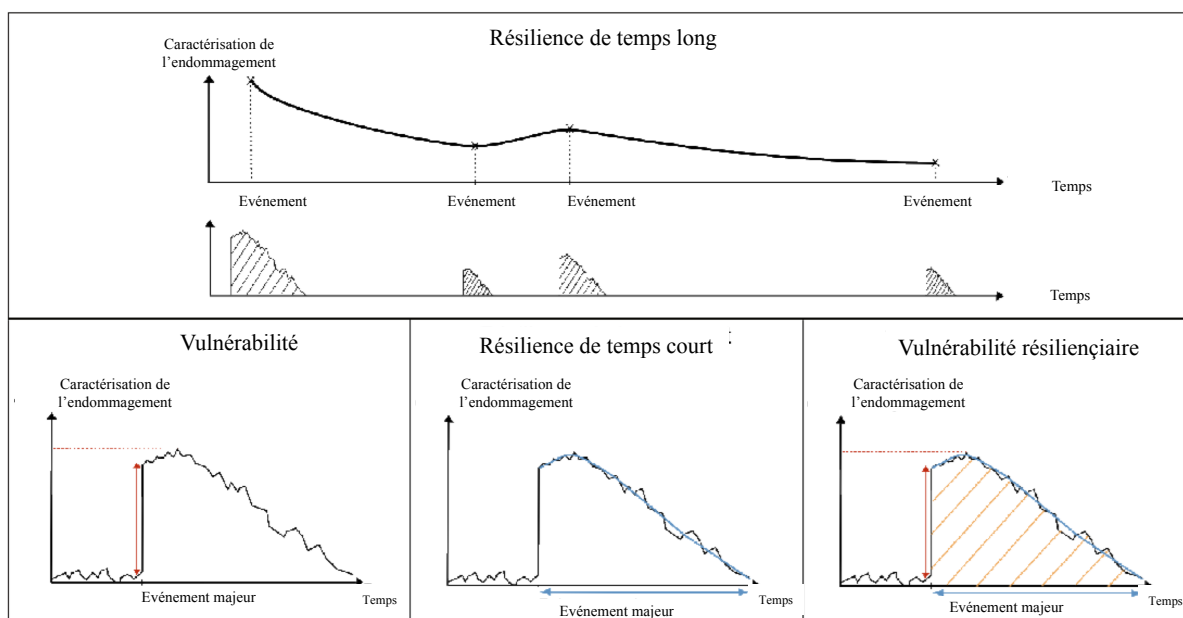 Résilience de temps long
Caractérisation de
l'endommagement
Temps
Evénement
Evénement
Evénement
Evénement
Temps
Vulnérabilité
Caractérisation de
l'endommagement
Evénement majeur
Temps
Résilience de temps court :
Caractérisation de
l'endommagement
Evénement majeur
Temps
Vulnérabilité résiliençiaire
Caractérisation de
l'endommagement
Evénement majeur
Temps